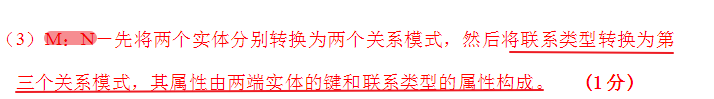 （3）M：N－先将两个实体分别转换为两个关系模式，然后将联系类型转换为第
三个关系模式，其属性由两端实体的键和联系类型的属性构成。 （1分）